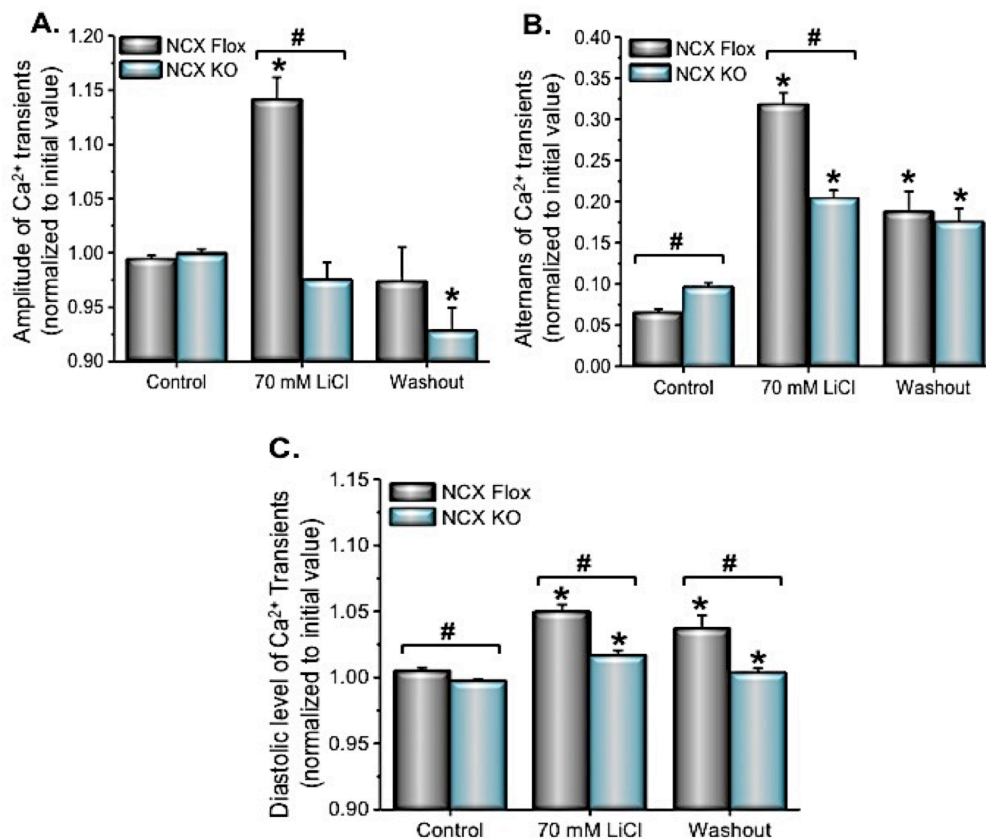 A.
Amplitude of Ca²⁺ transients
(normalized to initial value)
1.20
1.15
1.10
1.05
1.00
0.95
0.90
NCX Flox
NCX KO
#
*
*
Control
70 mM LiCl
Washout
B.
Alternans of Ca²⁺ transients
(normalized to initial value)
0.40
0.35
0.30
0.25
0.20
0.15
0.10
0.05
0.00
NCX Flox
NCX KO
#
#
*
*
*
*
Control
70 mM LiCl
Washout
C.
Diastolic level of Ca²⁺ Transients
(normalized to initial value)
1.15
1.10
1.05
1.00
0.95
0.90
NCX Flox
NCX KO
#
#
#
*
*
*
*
Control
70 mM LiCl
Washout